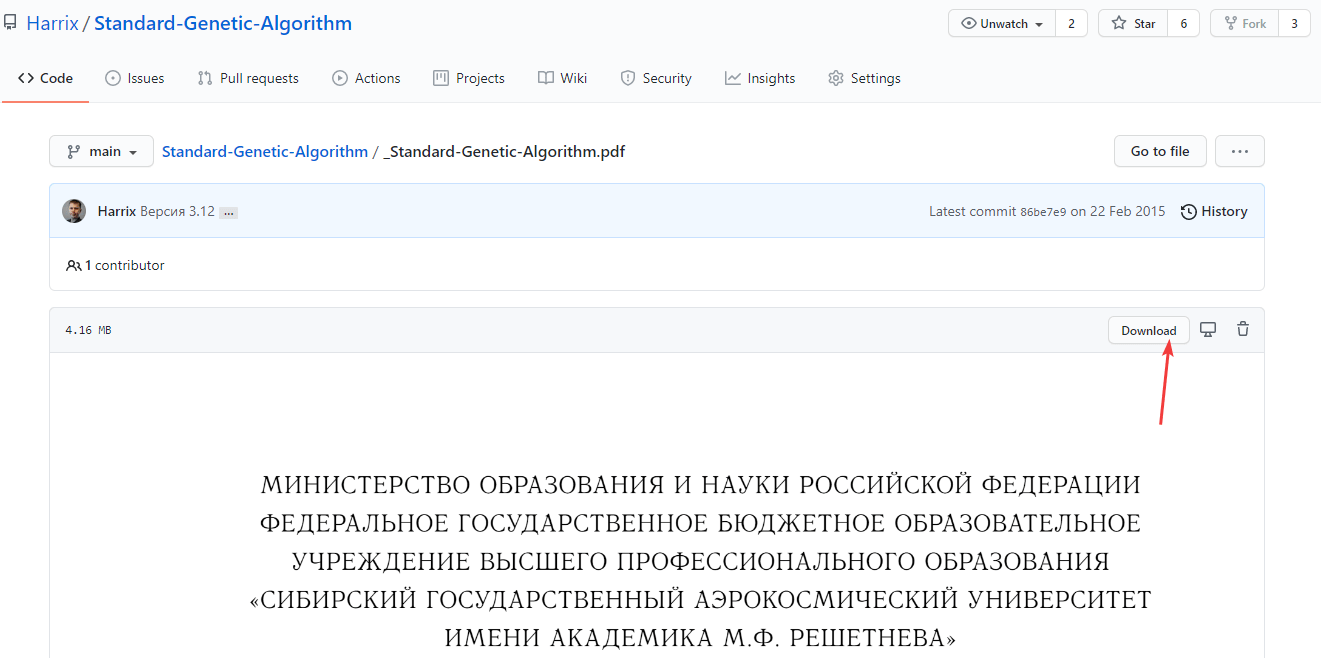 Harrix / Standard-Genetic-Algorithm
Unwatch 2 Star 6 Fork 3
Code Issues Pull requests Actions Projects Wiki Security Insights Settings
main Standard-Genetic-Algorithm / _Standard-Genetic-Algorithm.pdf Go to file ...
Harrix Версия 3.12 ... Latest commit 86be7e9 on 22 Feb 2015 History
1 contributor
4.16 MB Download
МИНИСТЕРСТВО ОБРАЗОВАНИЯ И НАУКИ РОССИЙСКОЙ ФЕДЕРАЦИИ
ФЕДЕРАЛЬНОЕ ГОСУДАРСТВЕННОЕ БЮДЖЕТНОЕ ОБРАЗОВАТЕЛЬНОЕ
УЧРЕЖДЕНИЕ ВЫСШЕГО ПРОФЕССИОНАЛЬНОГО ОБРАЗОВАНИЯ
«СИБИРСКИЙ ГОСУДАРСТВЕННЫЙ АЭРОКОСМИЧЕСКИЙ УНИВЕРСИТЕТ
ИМЕНИ АКАДЕМИКА М.Ф. РЕШЕТНЕВА»